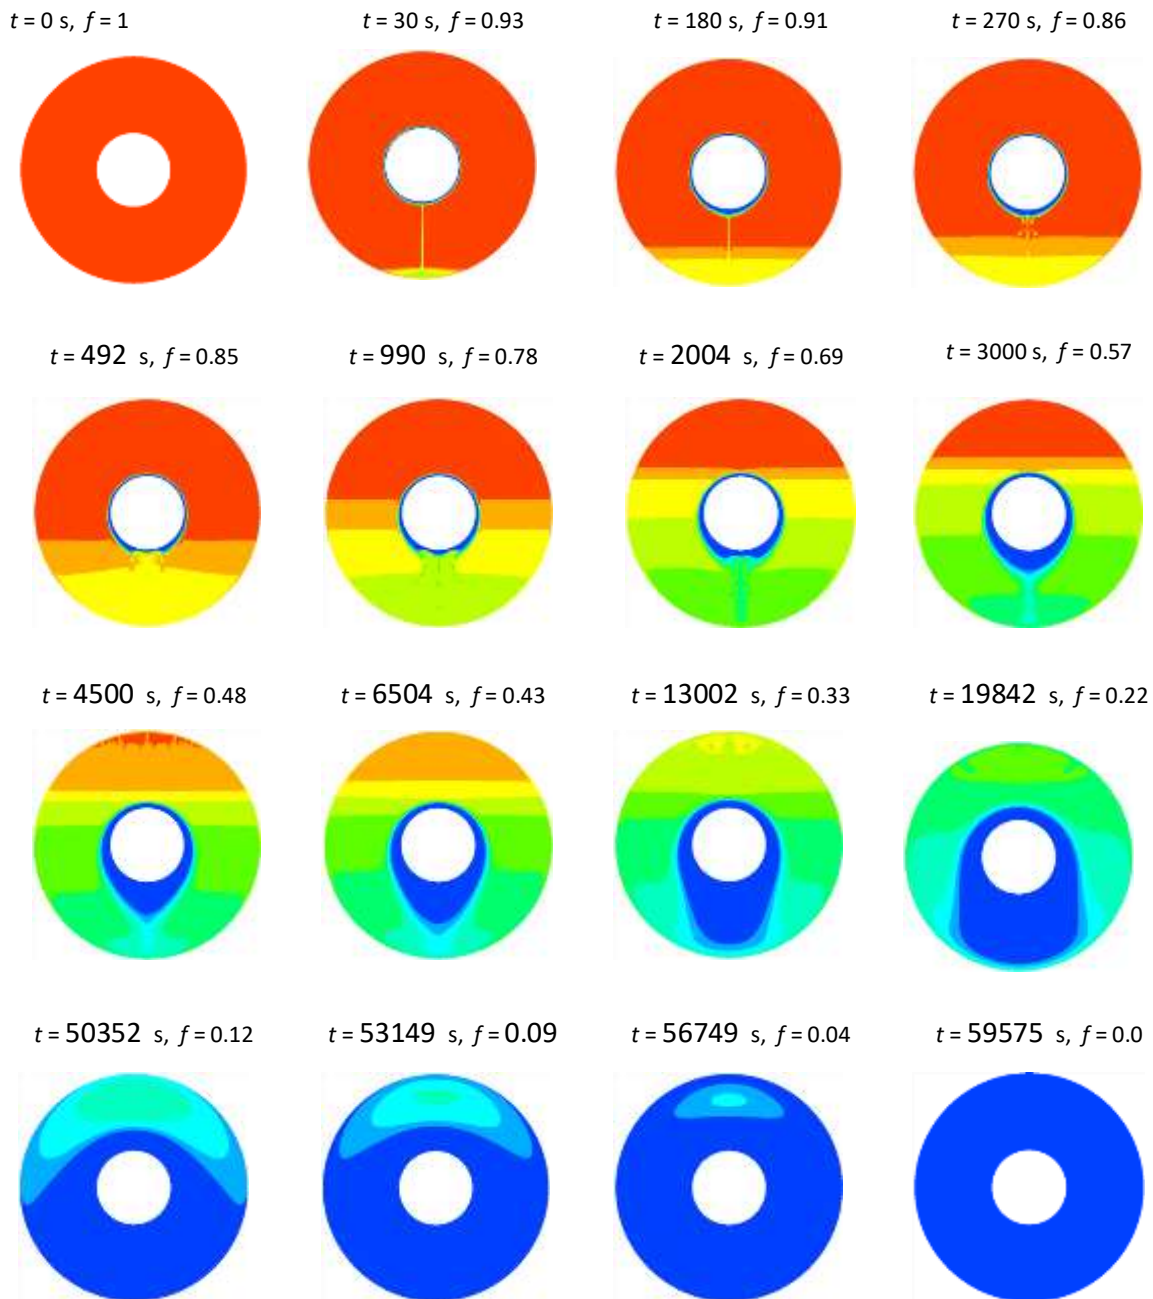 t = 0 s, f = 1
t = 30 s, f = 0.93
t = 180 s, f = 0.91
t = 270 s, f = 0.86
t = 492 s, f = 0.85
t = 990 s, f = 0.78
t = 2004 s, f = 0.69
t = 3000 s, f = 0.57
t = 4500 s, f = 0.48
t = 6504 s, f = 0.43
t = 13002 s, f = 0.33
t = 19842 s, f = 0.22
t = 50352 s, f = 0.12
t = 53149 s, f = 0.09
t = 56749 s, f = 0.04
t = 59575 s, f = 0.0